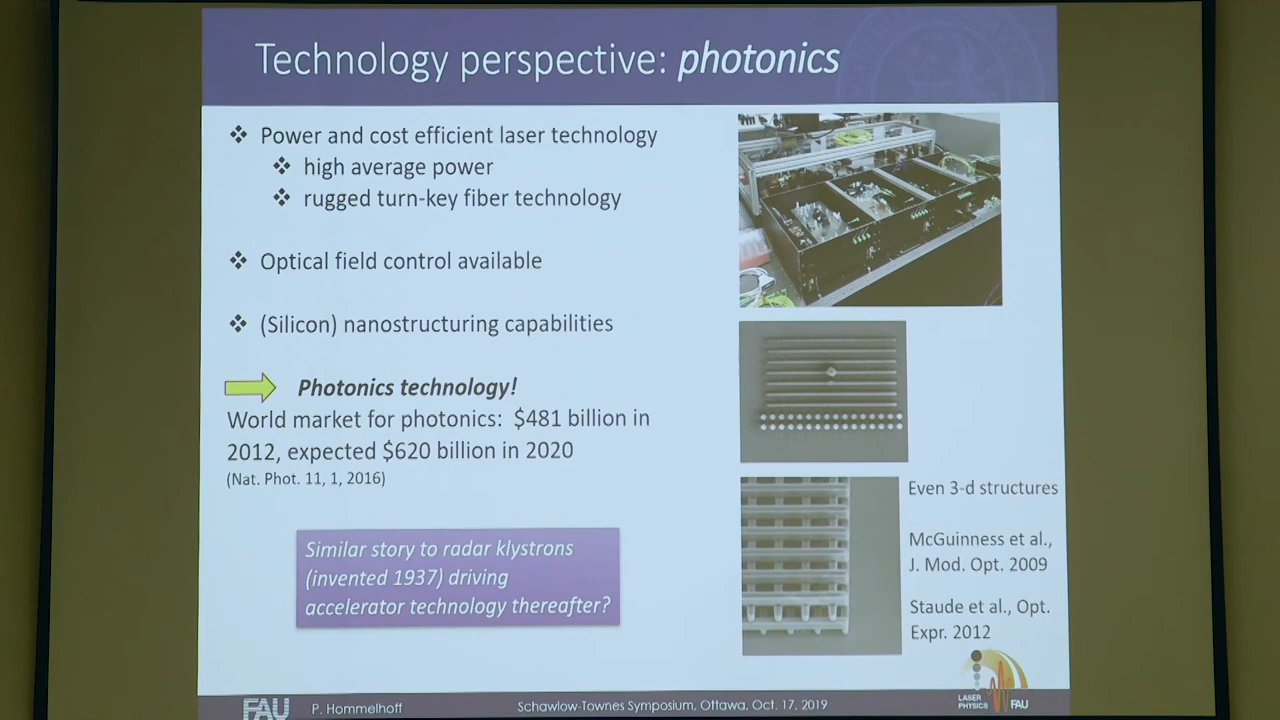 Technology perspective: photonics
❖ Power and cost efficient laser technology
❖ high average power
❖ rugged turn-key fiber technology
❖ Optical field control available
❖ (Silicon) nanostructuring capabilities
Photonics technology!
World market for photonics: $481 billion in
2012, expected $620 billion in 2020
(Nat. Phot. 11, 1, 2016)
Similar story to radar klystrons
(invented 1937) driving
accelerator technology thereafter?
Even 3-d structures
McGuinness et al.,
J. Mod. Opt. 2009
Staude et al., Opt.
Expr. 2012
LASER
PHYSICS FAU
FAU P. Hommelhoff Schawlow-Townes Symposium, Ottawa, Oct. 17, 2019